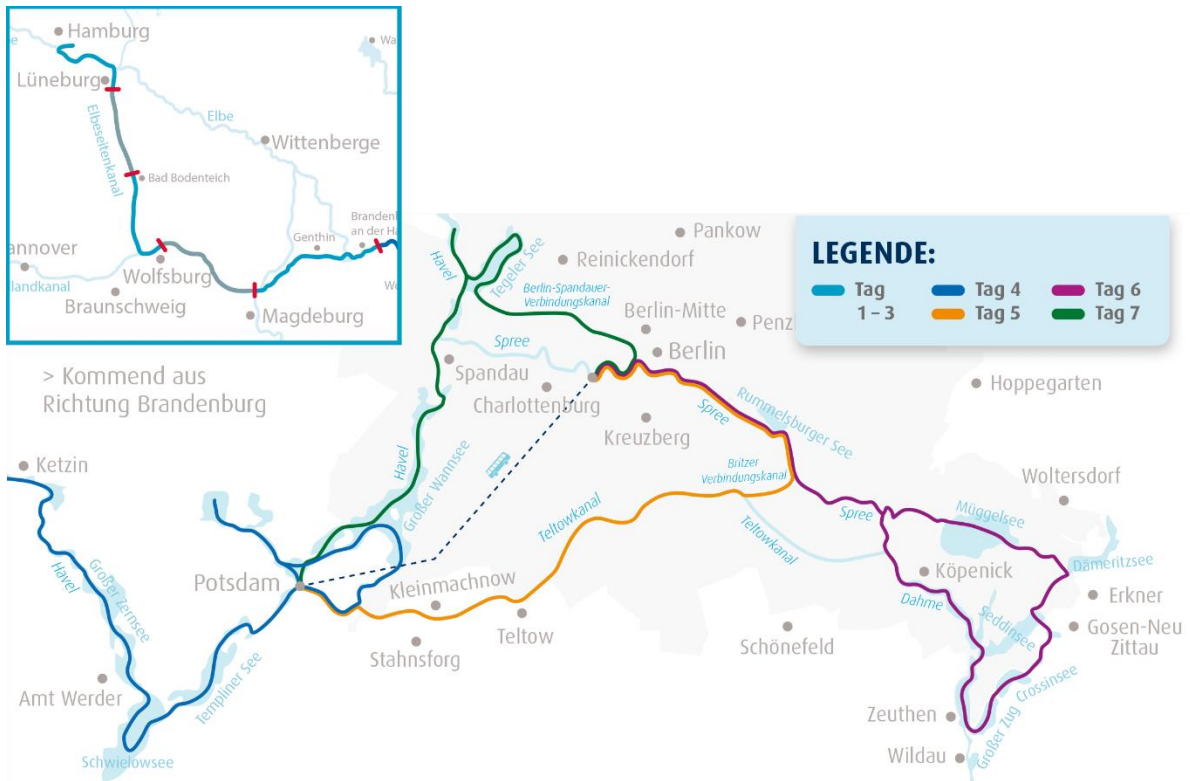 Hamburg
Lüneburg
Elbeseitenkanal
Elbe
Wittenberge
Bad Bodenteich
Genthin
Wolfsburg
Braunschweig
Magdeburg
> Kommend aus
Richtung Brandenburg
LEGENDE:
Tag
1–3
Tag 4
Tag 5
Tag 6
Tag 7
Pankow
Reinickendorf
Havel
Tegeler See
Berlin-Spandauer-
Verbindungskanal
Berlin-Mitte
Berlin
Spree
Spandau
Charlottenburg
Kreuzberg
Spree
Rummelsburger See
Hoppegarten
Ketzin
Havel
Großer Wannsee
Britzer
Verbindungskanal
Woltersdorf
Teltowkanal
Teltowkanal
Spree
Müggelsee
Dämeritzsee
Havel
Großer Zernsee
Potsdam
Kleinmachnow
Köpenick
Erkner
Dahme
Seddinsee
Gosen-Neu
Zittau
Teltow
Stahnsforg
Schönefeld
Templiner See
Amt Werder
Crossinsee
Großer Zug
Zeuthen
Wildau
Schwielowsee